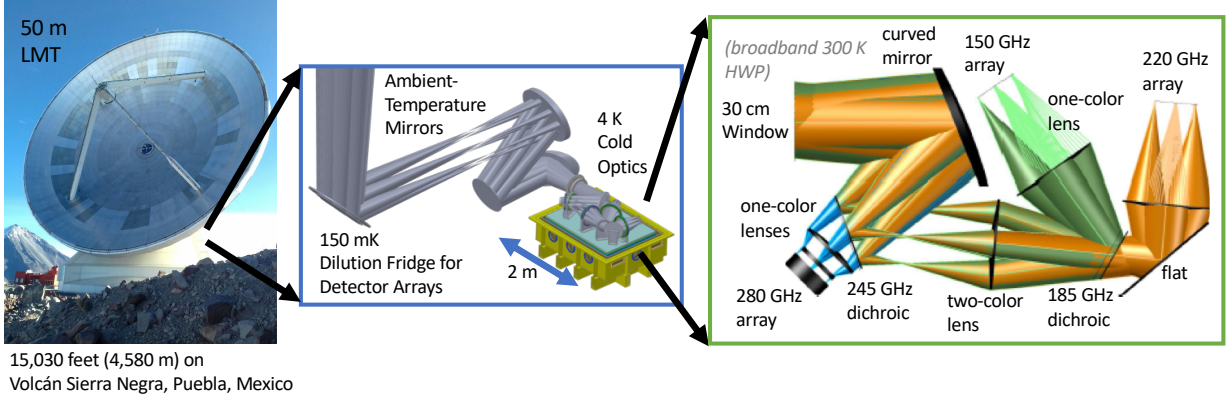 50 m
LMT
15,030 feet (4,580 m) on
Volcán Sierra Negra, Puebla, Mexico
Ambient-
Temperature
Mirrors
4 K
Cold
Optics
150 mK
Dilution Fridge for
Detector Arrays
2 m
(broadband 300 K
HWP)
curved
mirror
150 GHz
array
220 GHz
array
one-color
lens
30 cm
Window
one-color
lenses
280 GHz
array
245 GHz
dichroic
two-color
lens
185 GHz
dichroic
flat